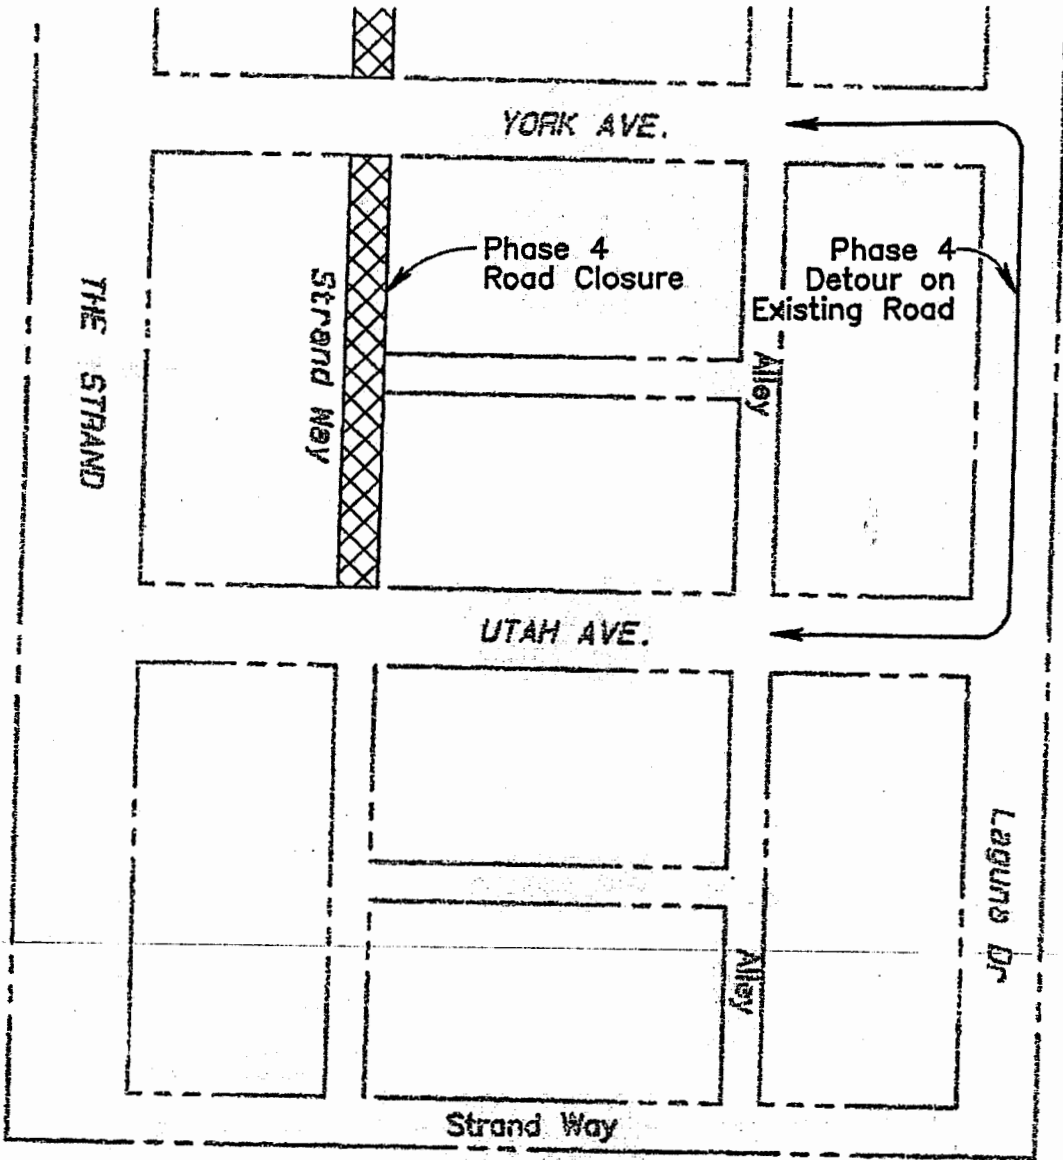 YORK AVE.
Phase 4
Road Closure
Phase 4
Detour on
Existing Road
THE STRAND
Strand Way
Alley
UTAH AVE.
Laguna Dr
Alley
Strand Way